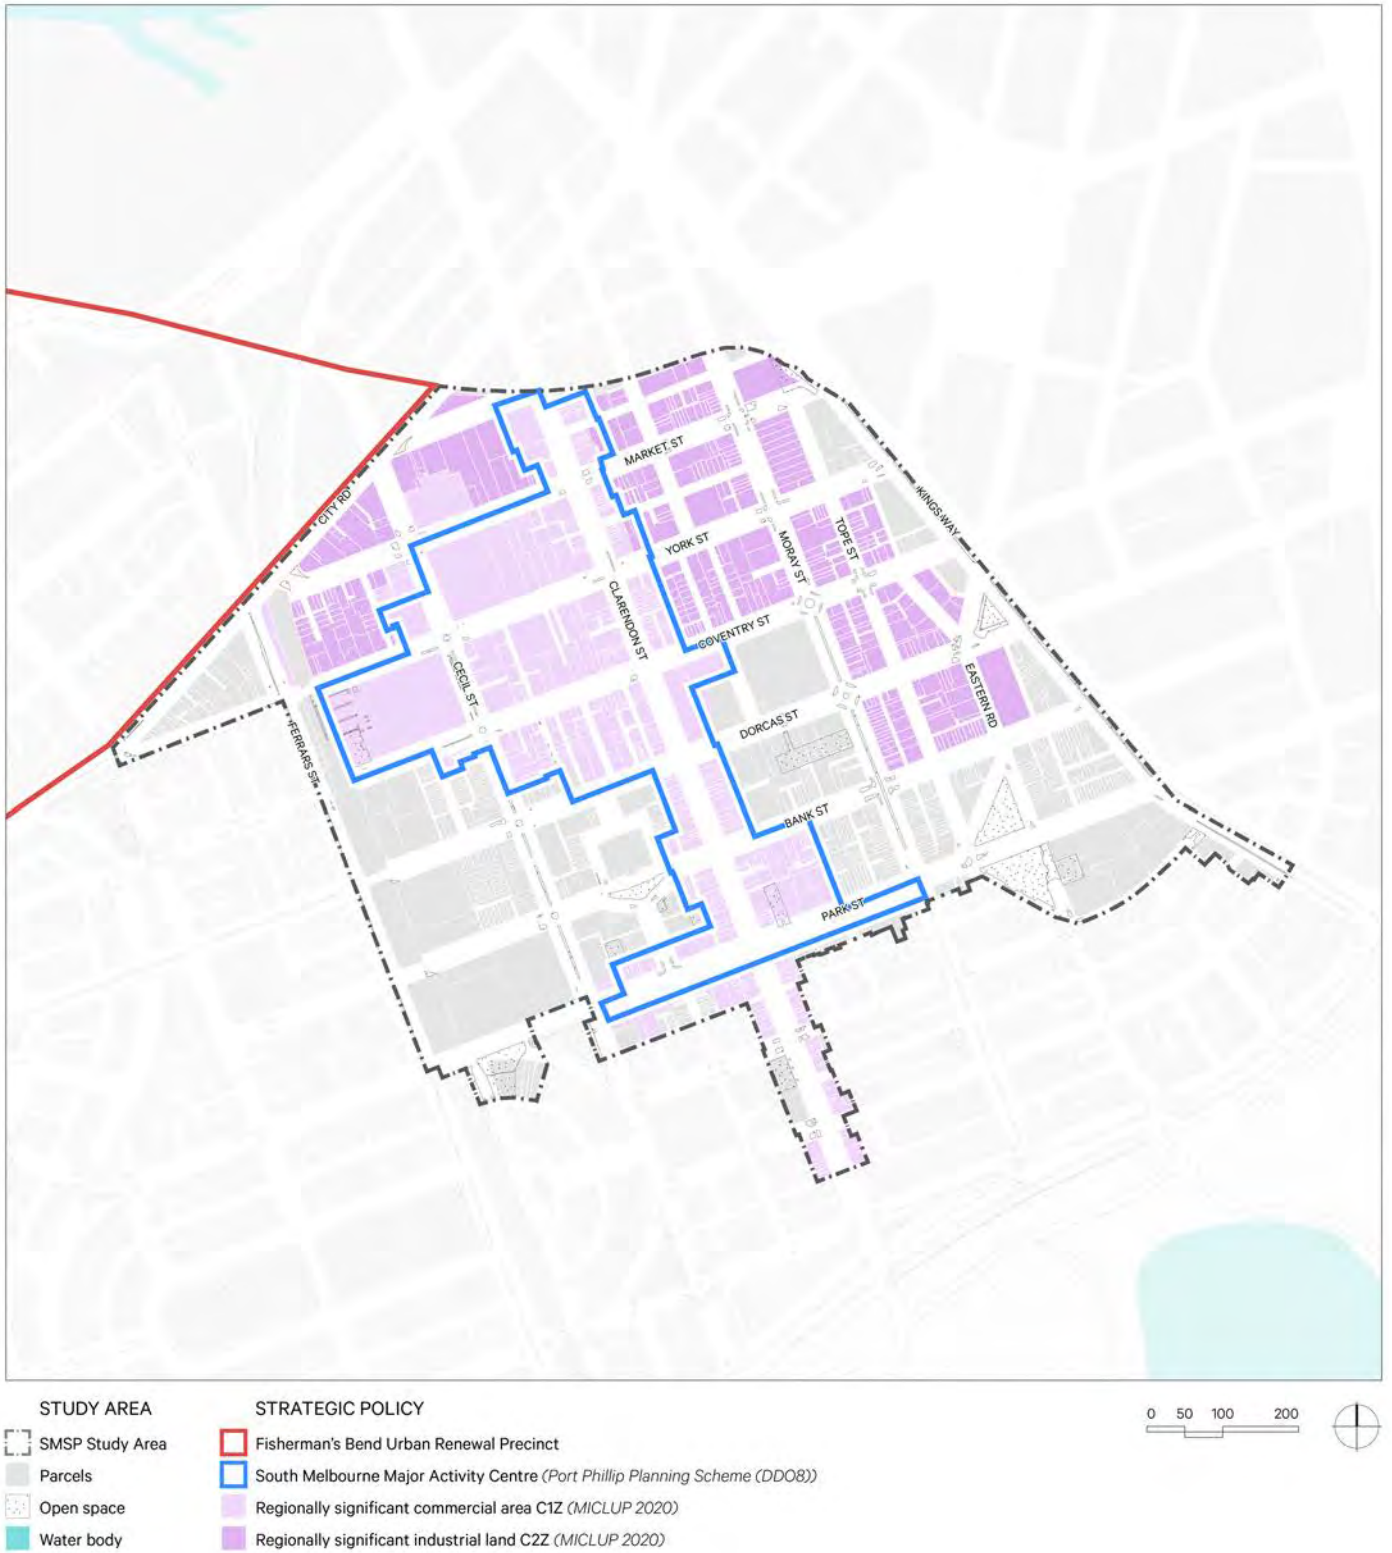 MARKET ST
CITY RD
KINGS WAY
YORK ST
MORAY ST
TOPE ST
CLARENDON ST
COVENTRY ST
CECIL ST
EASTERN RD
DORCAS ST
FERRARS ST
BANK ST
PARK ST
STUDY AREA
SMSP Study Area
Parcels
Open space
Water body
STRATEGIC POLICY
Fisherman's Bend Urban Renewal Precinct
South Melbourne Major Activity Centre (Port Phillip Planning Scheme (DDO8))
Regionally significant commercial area C1Z (MICLUP 2020)
Regionally significant industrial land C2Z (MICLUP 2020)
0 50 100 200